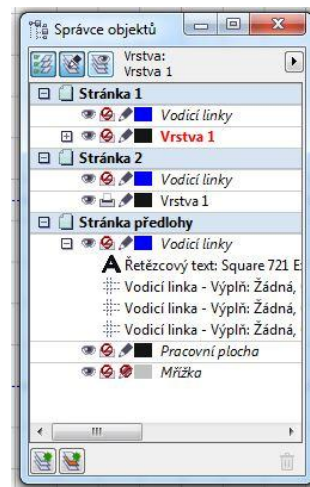 Správce objektů
Vrstva:
Vrstva 1
Stránka 1
Vodicí linky
Vrstva 1
Stránka 2
Vodicí linky
Vrstva 1
Stránka předlohy
Vodicí linky
Řetězcový text: Square 721 E
Vodicí linka - Výplň: Žádná,
Vodicí linka - Výplň: Žádná,
Vodicí linka - Výplň: Žádná,
Pracovní plocha
Mřížka